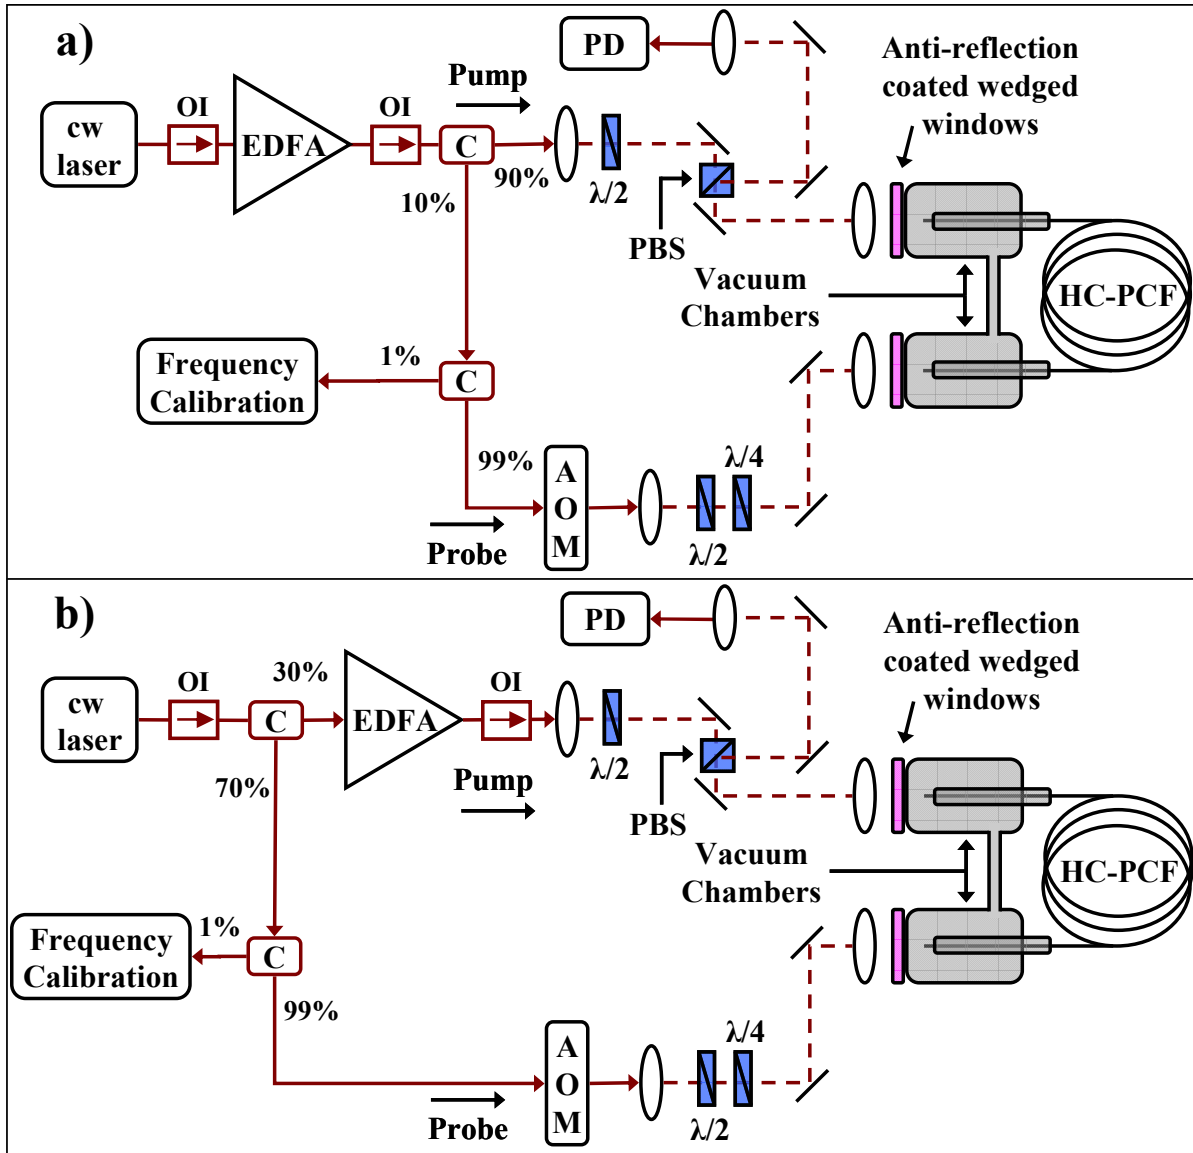 a)
PD
Anti-reflection
coated wedged
windows
Pump
OI
OI
cw
laser
EDFA
C
90%
λ/2
10%
PBS
Vacuum
Chambers
HC-PCF
Frequency
Calibration
1%
C
99%
A
O
M
λ/4
λ/2
Probe
b)
PD
Anti-reflection
coated wedged
windows
30%
OI
OI
cw
laser
C
EDFA
λ/2
70%
Pump
PBS
Vacuum
Chambers
HC-PCF
Frequency
Calibration
1%
C
99%
A
O
M
λ/4
λ/2
Probe